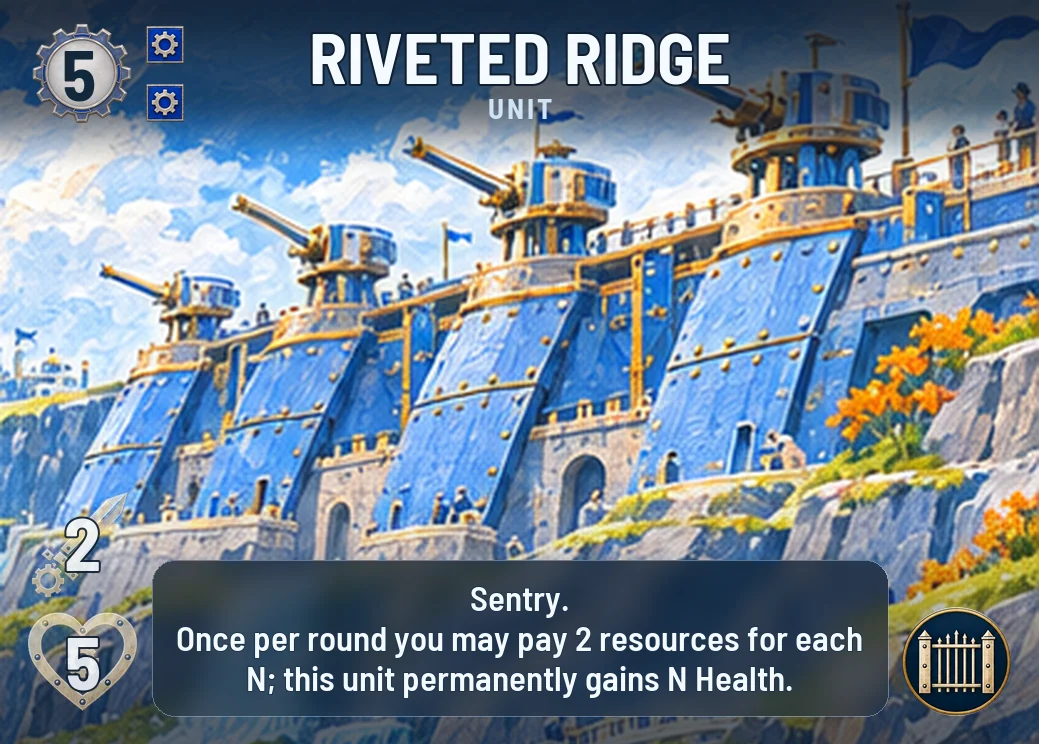 5
RIVETED RIDGE
UNIT
2
5
Sentry.
Once per round you may pay 2 resources for each
N; this unit permanently gains N Health.